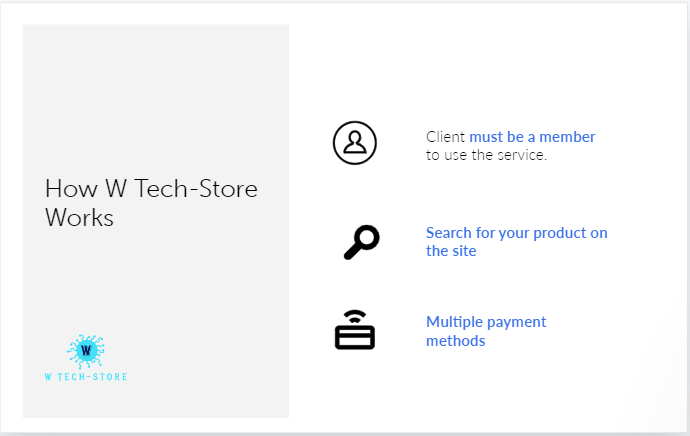 How W Tech-Store
Works
W
W TECH-STORE
Client must be a member
to use the service.
Search for your product on
the site
Multiple payment
methods